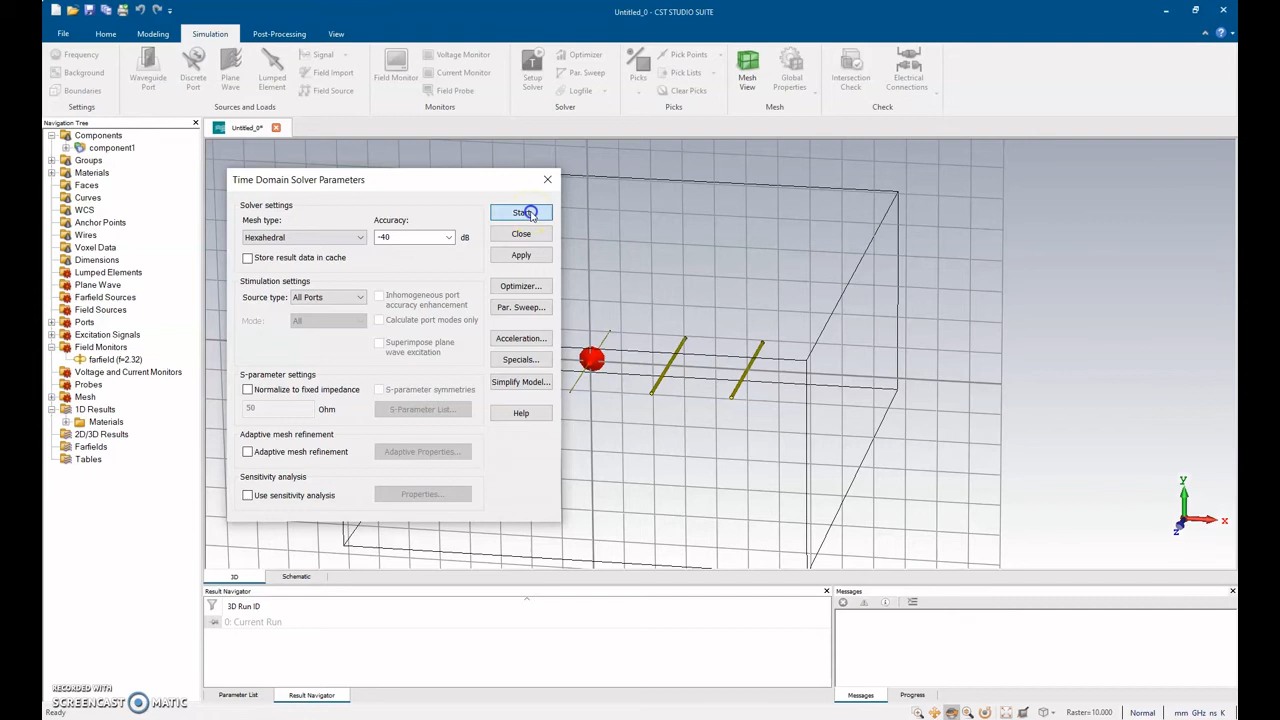 Untitled_0 - CST STUDIO SUITE
File Home Modeling Simulation Post-Processing View
Frequency
Background
Boundaries
Settings
Waveguide Port
Discrete Port
Plane Wave
Lumped Element
Signal
Field Import
Field Source
Sources and Loads
Field Monitor
Voltage Monitor
Current Monitor
Field Probe
Monitors
Setup Solver
Optimizer
Par. Sweep
Logfile
Solver
Picks
Pick Points
Pick Lists
Clear Picks
Picks
Mesh View
Global Properties
Mesh
Intersection Check
Electrical Connections
Check
Navigation Tree
Components
component1
Groups
Materials
Faces
Curves
WCS
Anchor Points
Wires
Voxel Data
Dimensions
Lumped Elements
Plane Wave
Farfield Sources
Field Sources
Ports
Excitation Signals
Field Monitors
farfield (f=2.32)
Voltage and Current Monitors
Probes
Mesh
1D Results
Materials
2D/3D Results
Farfields
Tables
Untitled_0*
Time Domain Solver Parameters
Solver settings
Mesh type: Accuracy:
Hexahedral -40 dB
Store result data in cache
Stimulation settings
Source type: All Ports
Inhomogeneous port accuracy enhancement
Mode: All
Calculate port modes only
Superimpose plane wave excitation
S-parameter settings
Normalize to fixed impedance
S-parameter symmetries
50 Ohm S-Parameter List...
Adaptive mesh refinement
Adaptive mesh refinement Adaptive Properties...
Sensitivity analysis
Use sensitivity analysis Properties...
Start
Close
Apply
Optimizer...
Par. Sweep...
Acceleration...
Specials...
Simplify Model...
Help
y
x
z
3D Schematic
Result Navigator
3D Run ID
0: Current Run
Parameter List Result Navigator
Messages
Messages Progress
RECORDED WITH
SCREENCAST MATIC
Ready
Raster=10.000 Normal mm GHz ns K